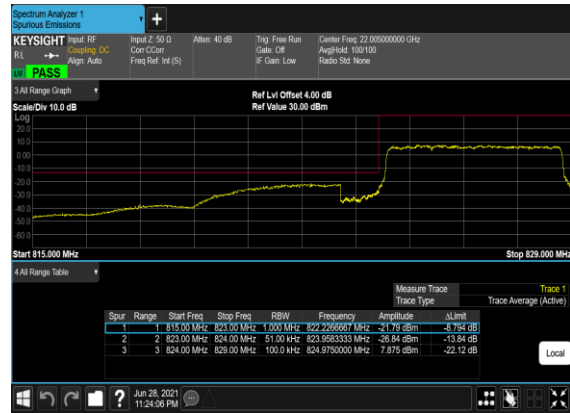 Spectrum Analyzer 1
Spurious Emissions
+
KEYSIGHT
RL
Input: RF
Coupling: DC
Align: Auto
Input Z: 50 Ω
Corr CCorr
Freq Ref: Int (S)
Atten: 40 dB
Trig: Free Run
Gate: Off
IF Gain: Low
Center Freq: 22.005000000 GHz
Avg|Hold: 100/100
Radio Std: None
PASS
3 All Range Graph
Scale/Div 10.0 dB
Ref Lvl Offset 4.00 dB
Ref Value 30.00 dBm
Log
20.0
10.0
0.00
-10.0
-20.0
-30.0
-40.0
-50.0
-60.0
Start 815.000 MHz
Stop 829.000 MHz
4 All Range Table
Measure Trace Trace 1
Trace Type Trace Average (Active)
Spur Range Start Freq Stop Freq RBW Frequency Amplitude ΔLimit
1 1 815.00 MHz 823.00 MHz 1.000 MHz 822.2266667 MHz -21.79 dBm -8.794 dB
2 2 823.00 MHz 824.00 MHz 51.00 kHz 823.9583333 MHz -26.84 dBm -13.84 dB
3 3 824.00 MHz 829.00 MHz 100.0 kHz 824.9750000 MHz 7.875 dBm -22.12 dB
Local
?
Jun 28, 2021
11:24:06 PM